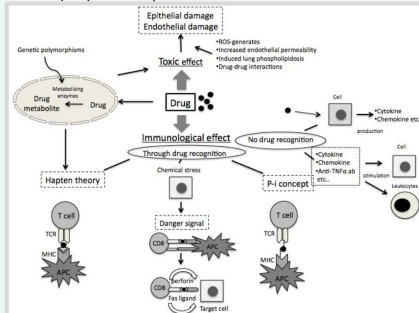 Epithelial damage
Endothelial damage
•ROS-generates
•Increased endothelial permeability
•Induced lung phospholipidosis
•Drug-drug interactions
Genetic polymorphisms
Toxic effect
Metabolizing
enzymes
Drug
metabolite
Drug
Drug
Cell
•Cytokine
•Chemokine etc
production
Immunological effect
No drug recognition
Through drug recognition
•Cytokine
•Chemokine
•Anti-TNFα ab
etc..
Cell
stimulation
Leukocytes
Chemical stress
Hapten theory
P-i concept
Danger signal
T cell
TCR
MHC
APC
CD8
APC
CD8
perforin
Fas ligand
Target cell
T cell
TCR
MHC
APC